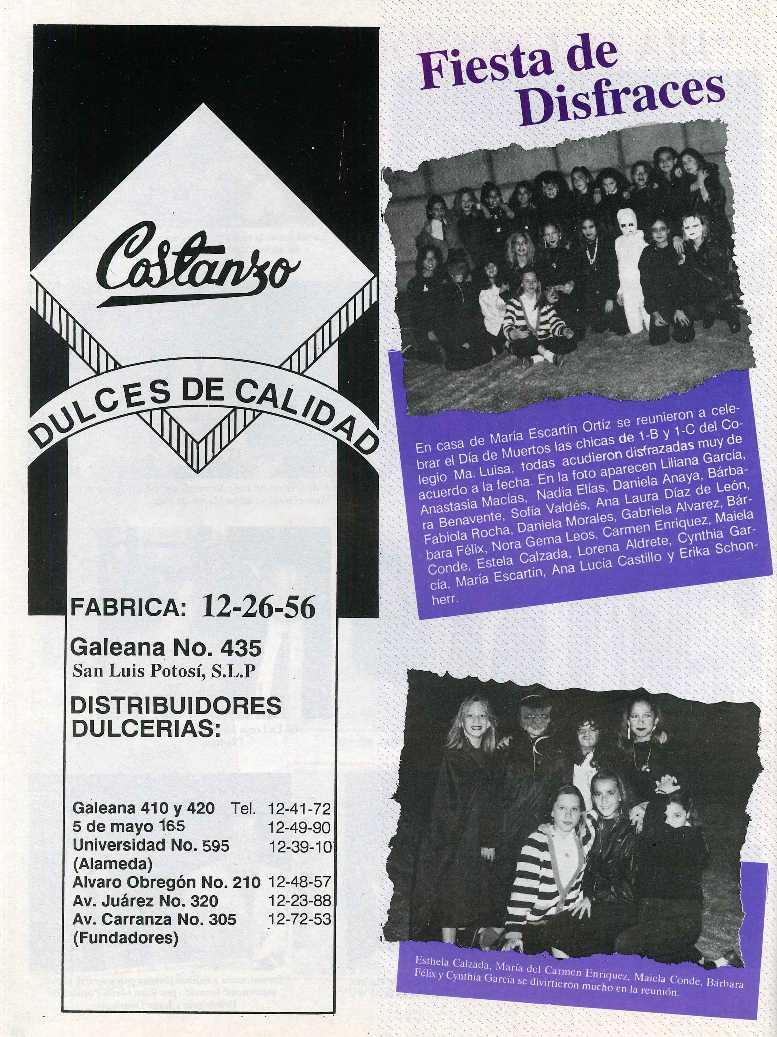 Costanzo
DULCES DE CALIDAD
FABRICA: 12-26-56
Galeana No. 435
San Luis Potosí, S.L.P
DISTRIBUIDORES
DULCERIAS:
Galeana 410 y 420 Tel. 12-41-72
5 de mayo 165 12-49-90
Universidad No. 595 12-39-10
(Alameda)
Alvaro Obregón No. 210 12-48-57
Av. Juárez No. 320 12-23-88
Av. Carranza No. 305 12-72-53
(Fundadores)
Fiesta de
Disfraces
En casa de María Escartín Ortíz se reunieron a cele-
brar el Día de Muertos las chicas de 1-B y 1-C del Co-
legio Ma. Luisa, todas acudieron disfrazadas muy de
acuerdo a la fecha. En la foto aparecen Liliana García,
Anastasia Macías, Nadia Elías, Daniela Anaya, Bárba-
ra Benavente, Sofía Valdés, Ana Laura Díaz de León,
Fabiola Rocha, Daniela Morales, Gabriela Alvarez, Bár-
bara Félix, Nora Gema Leos. Carmen Enriquez, Maiela
Conde, Estela Calzada, Lorena Aldrete, Cynthia Gar-
cía, María Escartín, Ana Lucía Castillo y Erika Schon-
herr.
Esthela Calzada, María del Carmen Enriquez, Maiela Conde, Bárbara
Félix y Cynthia García se divirtieron mucho en la reunión.